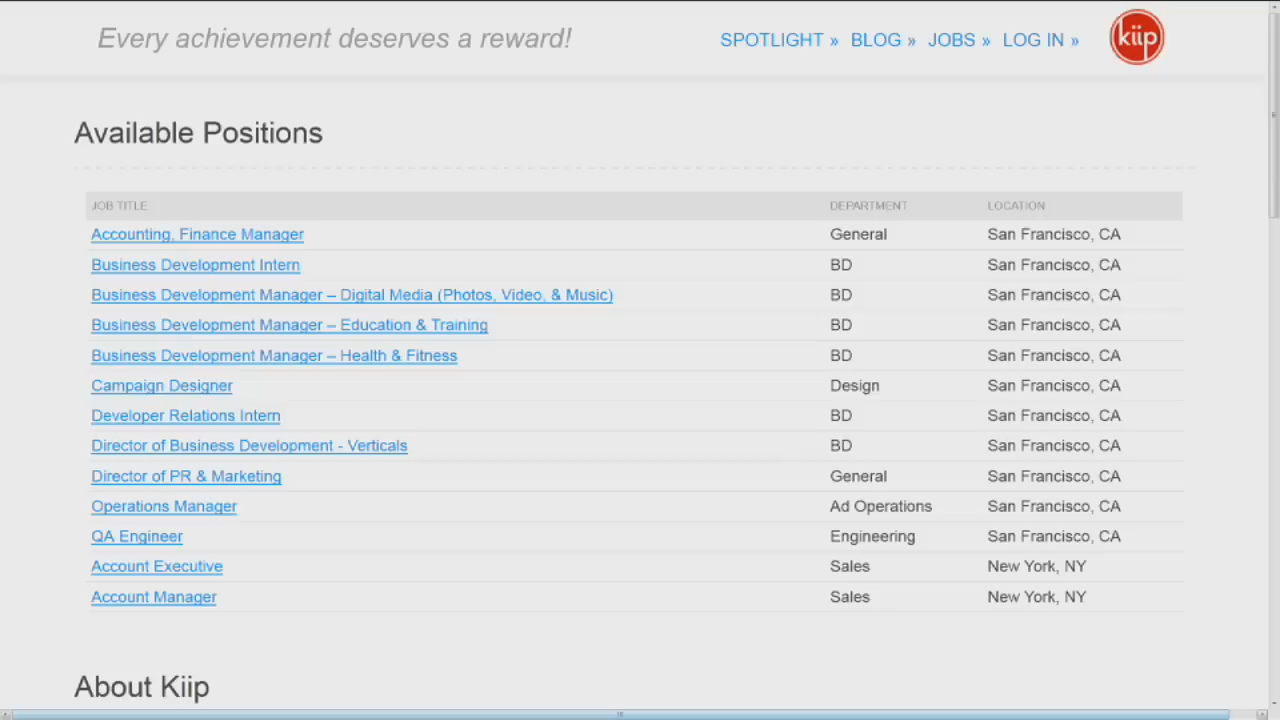 Every achievement deserves a reward!
SPOTLIGHT » BLOG » JOBS » LOG IN »
kiip
Available Positions
JOB TITLE DEPARTMENT LOCATION
Accounting, Finance Manager General San Francisco, CA
Business Development Intern BD San Francisco, CA
Business Development Manager – Digital Media (Photos, Video, & Music) BD San Francisco, CA
Business Development Manager – Education & Training BD San Francisco, CA
Business Development Manager – Health & Fitness BD San Francisco, CA
Campaign Designer Design San Francisco, CA
Developer Relations Intern BD San Francisco, CA
Director of Business Development - Verticals BD San Francisco, CA
Director of PR & Marketing General San Francisco, CA
Operations Manager Ad Operations San Francisco, CA
QA Engineer Engineering San Francisco, CA
Account Executive Sales New York, NY
Account Manager Sales New York, NY
About Kiip